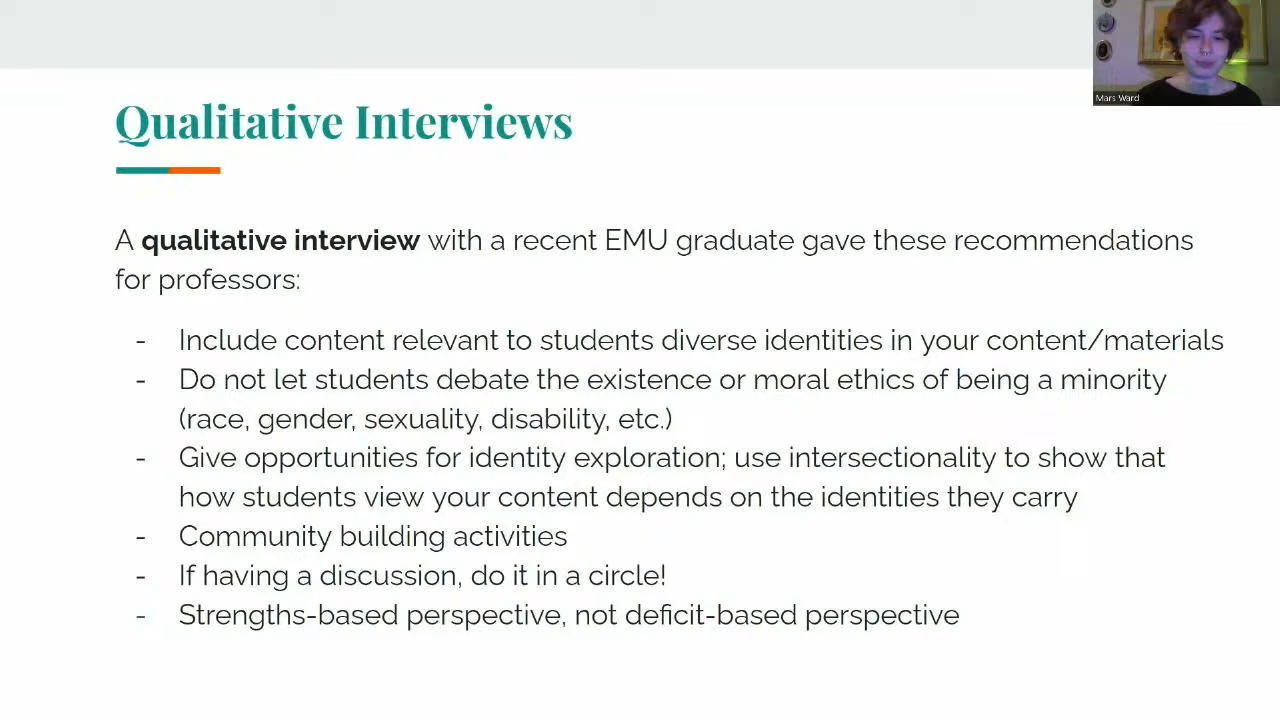 Mars Ward
Qualitative Interviews
A qualitative interview with a recent EMU graduate gave these recommendations
for professors:
- Include content relevant to students diverse identities in your content/materials
- Do not let students debate the existence or moral ethics of being a minority
(race, gender, sexuality, disability, etc.)
- Give opportunities for identity exploration; use intersectionality to show that
how students view your content depends on the identities they carry
- Community building activities
- If having a discussion, do it in a circle!
- Strengths-based perspective, not deficit-based perspective